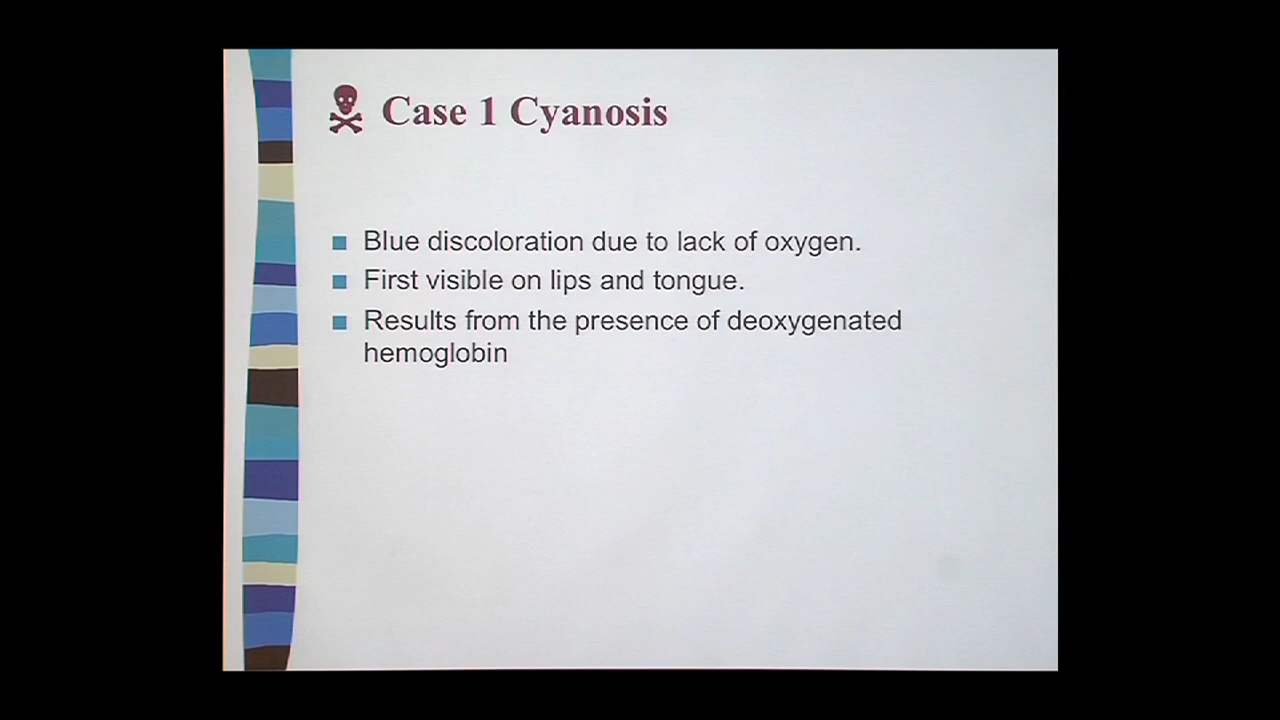 Case 1 Cyanosis
Blue discoloration due to lack of oxygen.
First visible on lips and tongue.
Results from the presence of deoxygenated
hemoglobin